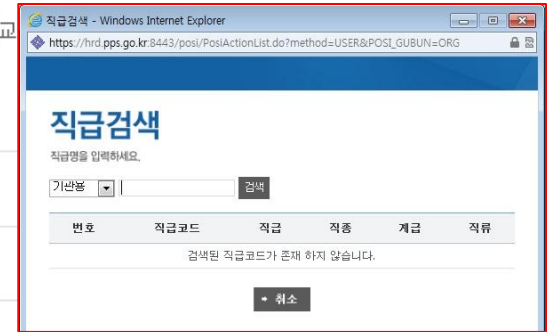 교
직급검색 - Windows Internet Explorer
https://hrd.pps.go.kr:8443/posi/PosiActionList.do?method=USER&POSI_GUBUN=ORG
직급검색
직급명을 입력하세요.
기관용 검색
번호 직급코드 직급 직종 계급 직류
검색된 직급코드가 존재 하지 않습니다.
취소